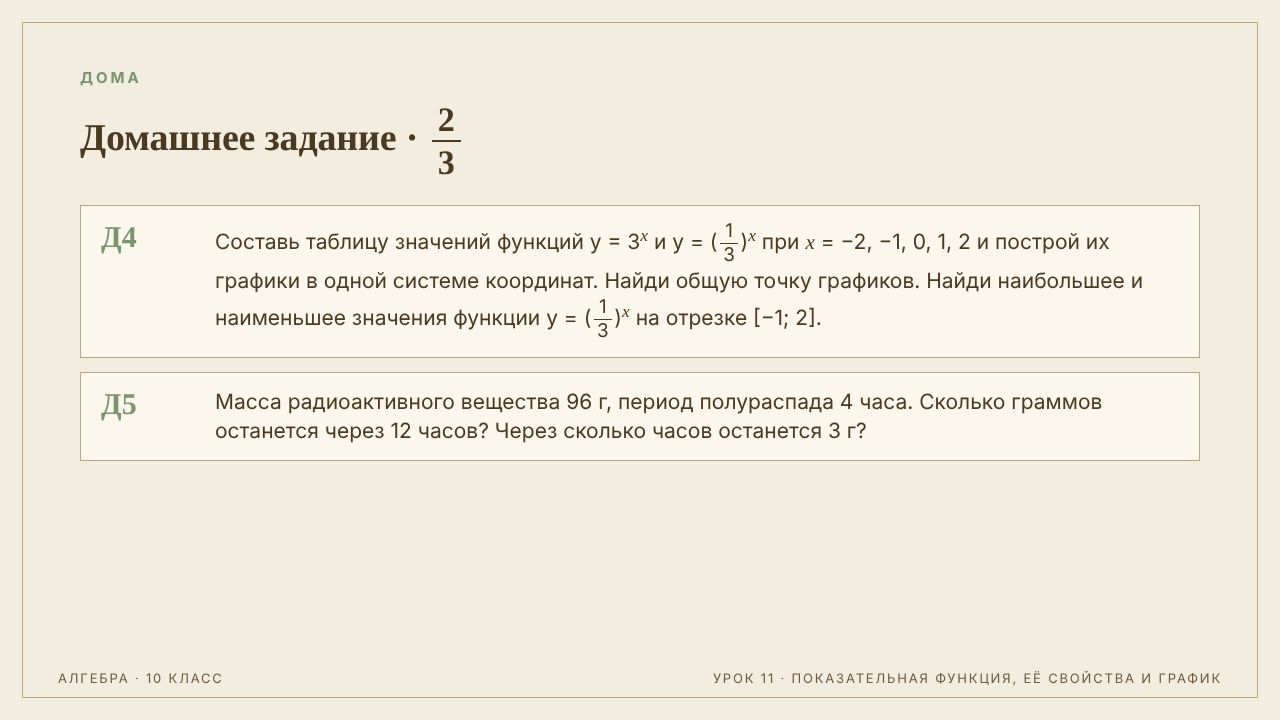 ДОМА
Домашнее задание · 2/3
Д4
Составь таблицу значений функций y = 3^x и y = (1/3)^x при x = −2, −1, 0, 1, 2 и построй их
графики в одной системе координат. Найди общую точку графиков. Найди наибольшее и
наименьшее значения функции y = (1/3)^x на отрезке [−1; 2].
Д5
Масса радиоактивного вещества 96 г, период полураспада 4 часа. Сколько граммов
останется через 12 часов? Через сколько часов останется 3 г?
АЛГЕБРА · 10 КЛАСС
УРОК 11 · ПОКАЗАТЕЛЬНАЯ ФУНКЦИЯ, ЕЁ СВОЙСТВА И ГРАФИК